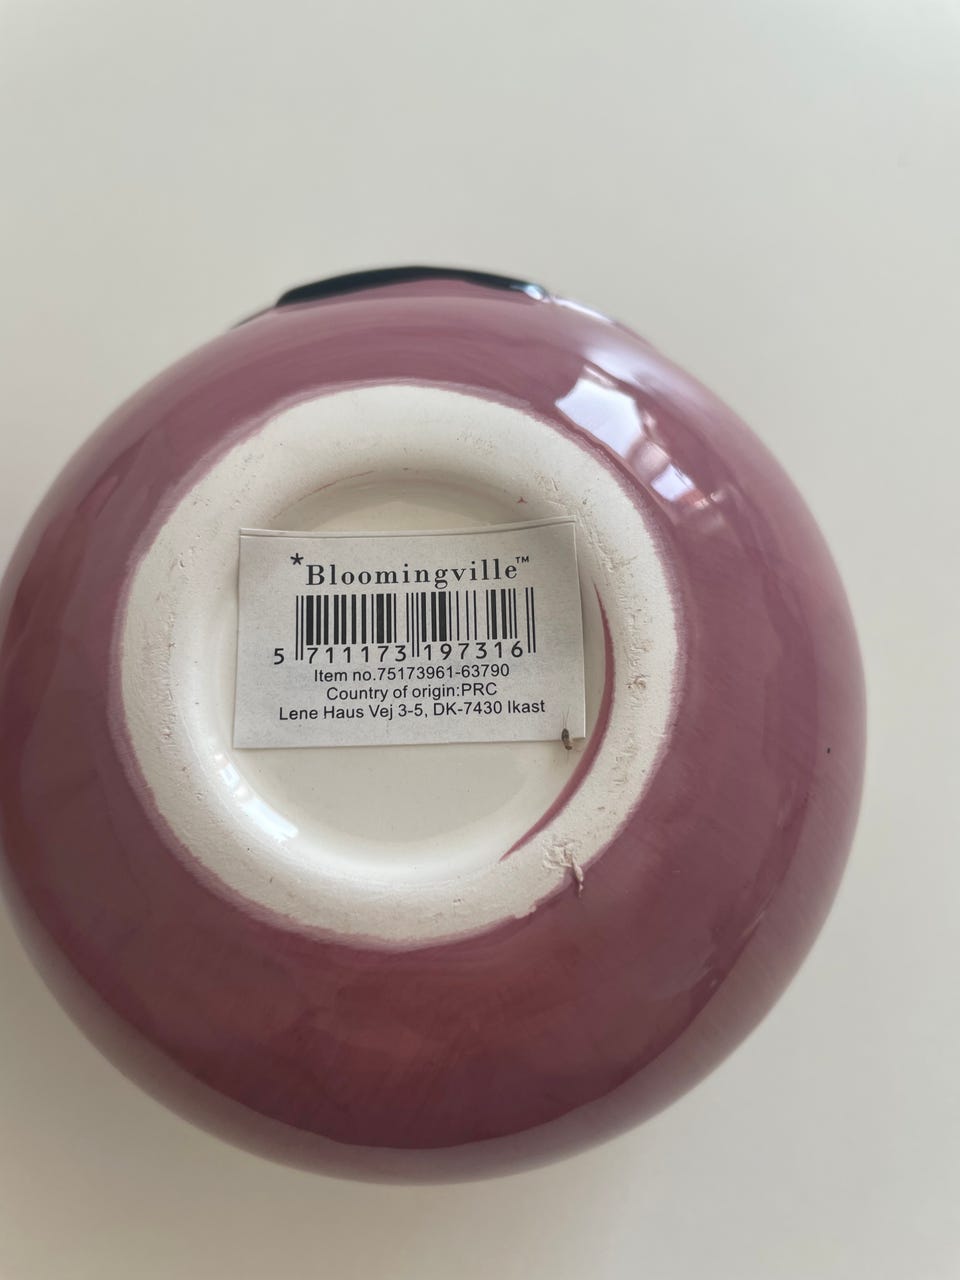 *Bloomingville™
5 711173 197316
Item no.75173961-63790
Country of origin:PRC
Lene Haus Vej 3-5, DK-7430 Ikast